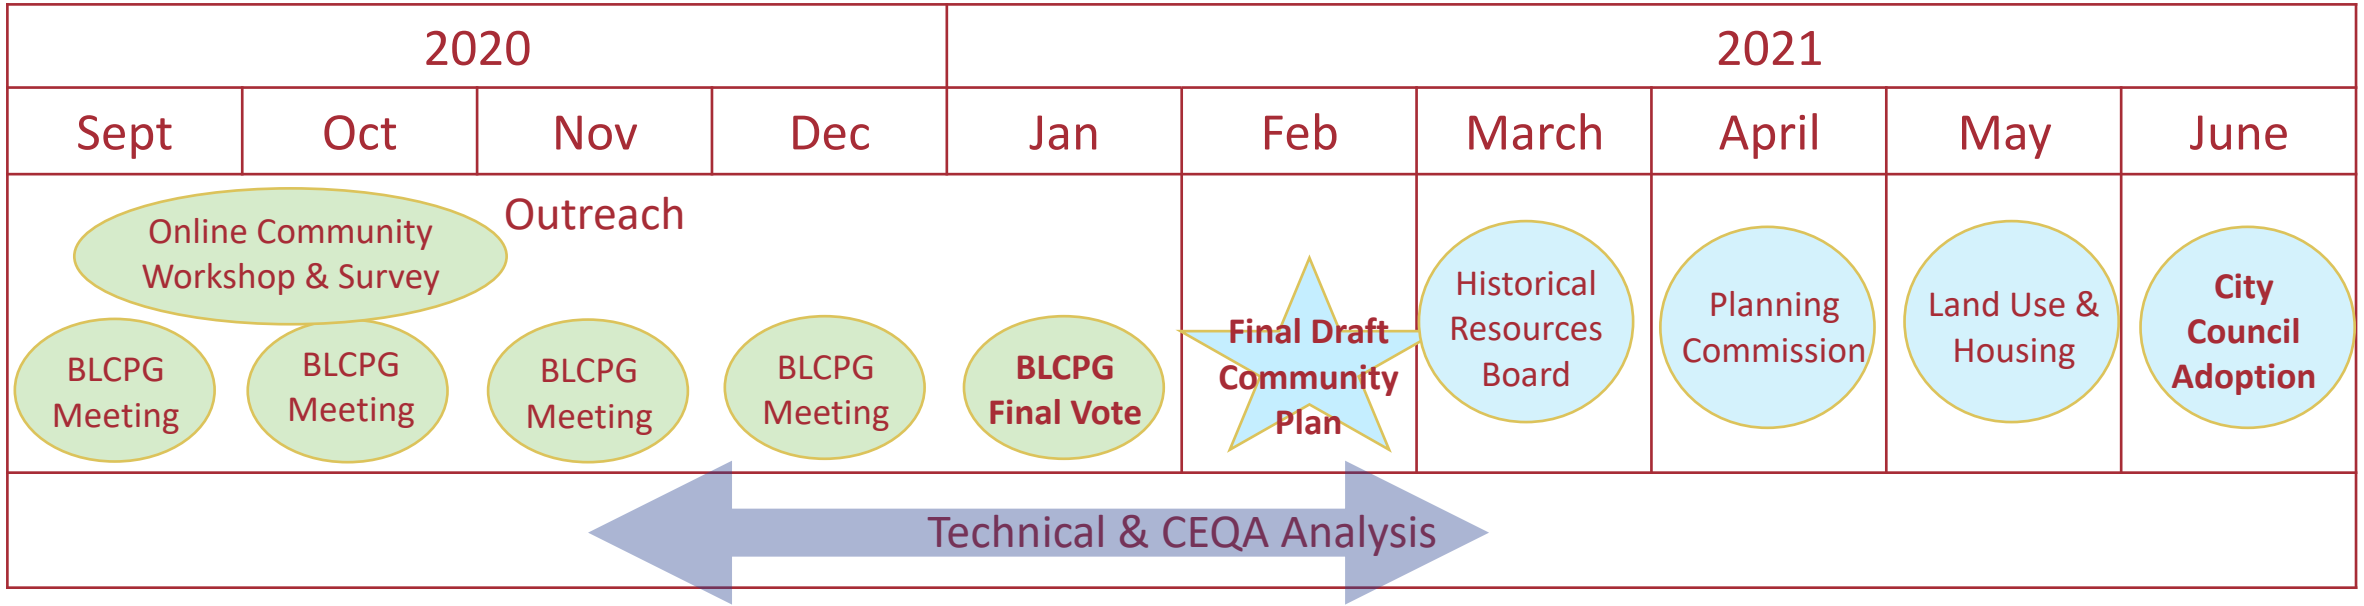 2020
2021
Sept
Oct
Nov
Dec
Jan
Feb
March
April
May
June
Outreach
Online Community
Workshop & Survey
BLCPG
Meeting
BLCPG
Meeting
BLCPG
Meeting
BLCPG
Meeting
BLCPG
Final Vote
Final Draft
Community
Plan
Historical
Resources
Board
Planning
Commission
Land Use &
Housing
City
Council
Adoption
Technical & CEQA Analysis